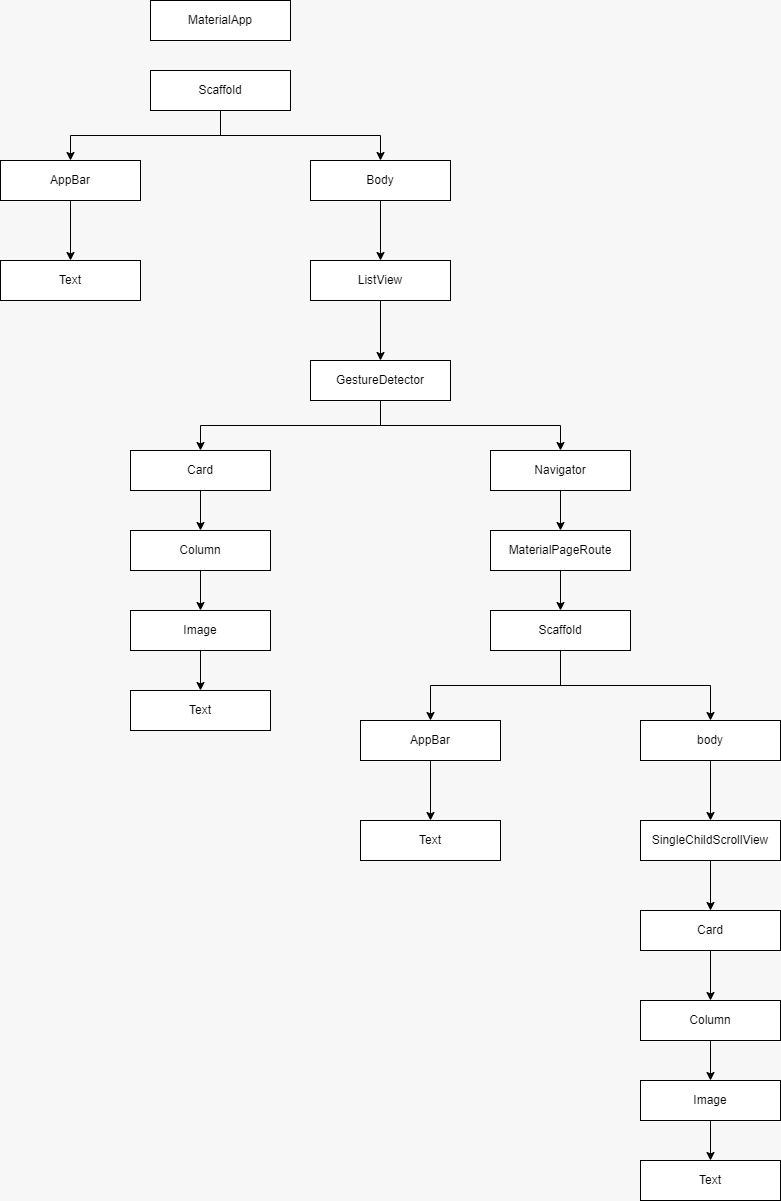 MaterialApp
Scaffold
AppBar
Body
Text
ListView
GestureDetector
Card
Navigator
Column
MaterialPageRoute
Image
Scaffold
Text
AppBar
body
Text
SingleChildScrollView
Card
Column
Image
Text